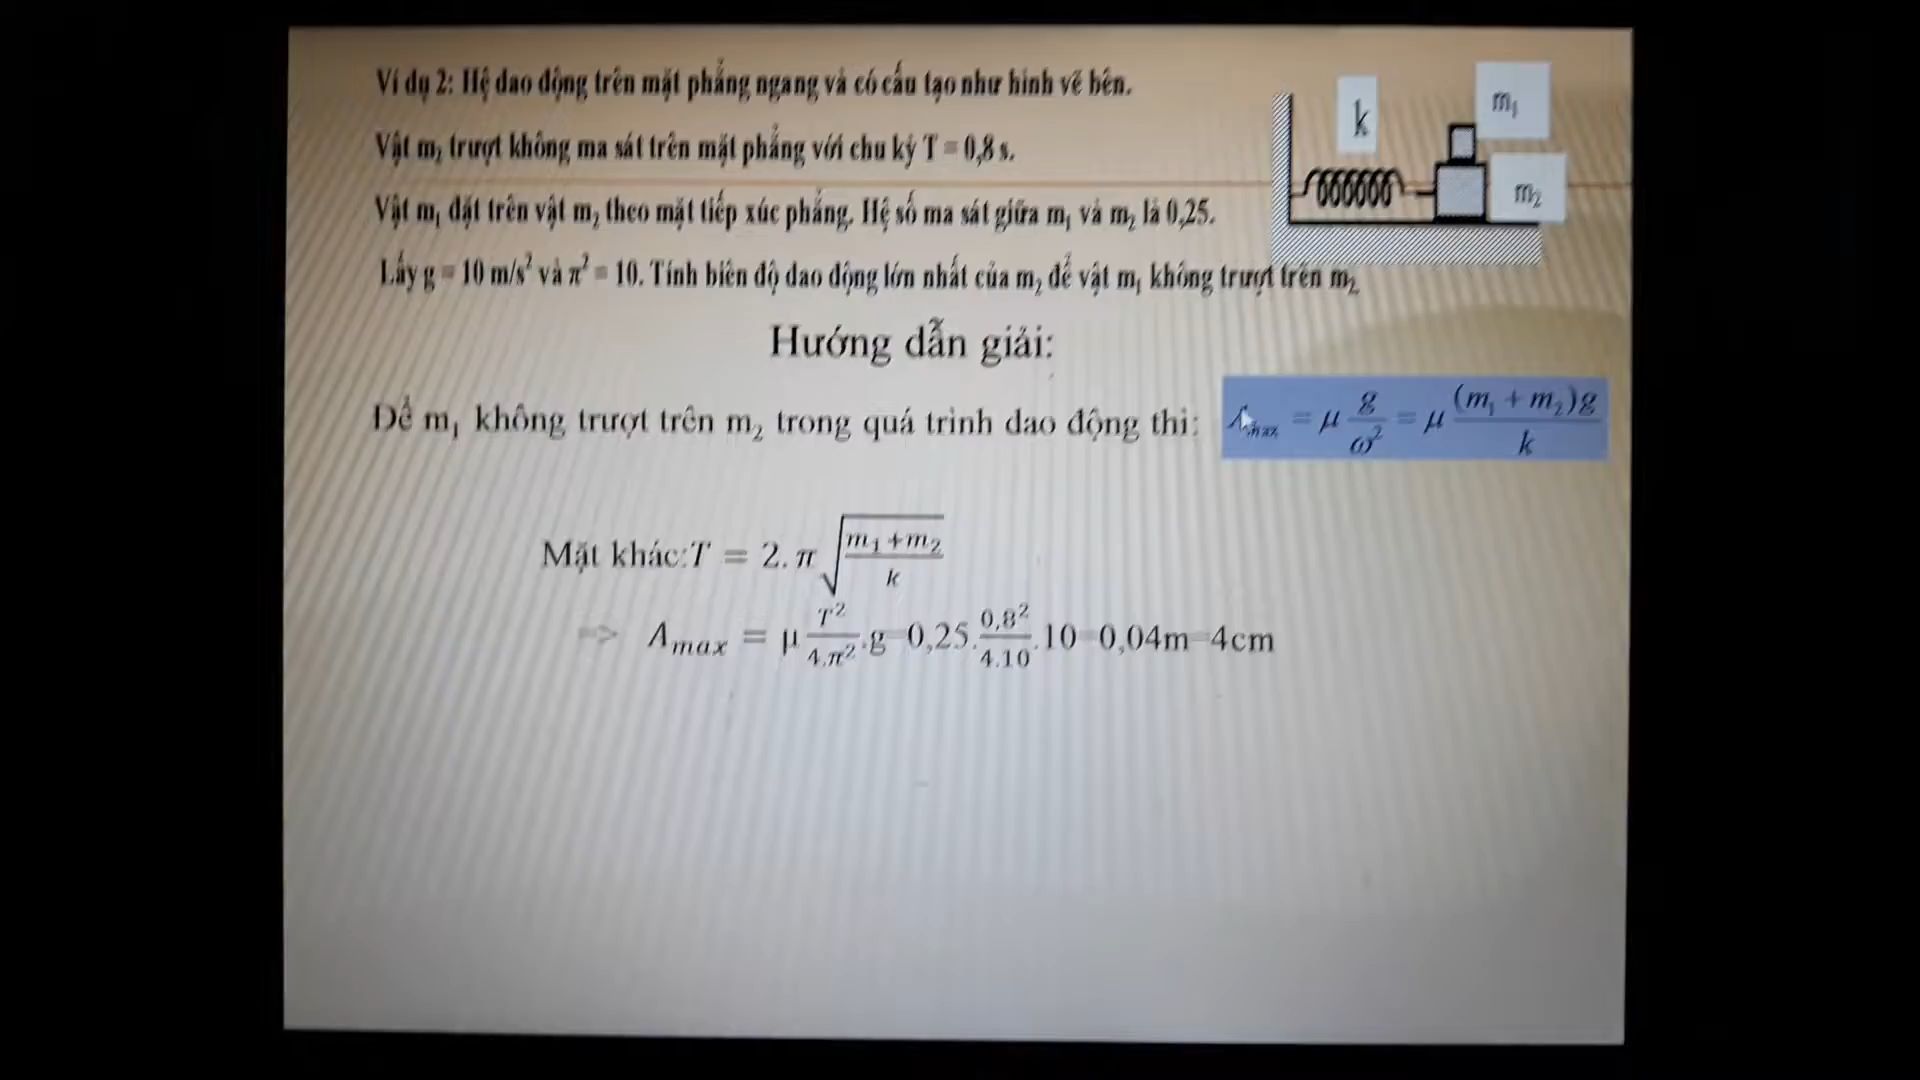 Ví dụ 2: Hệ dao động trên mặt phẳng ngang và có cấu tạo như hình vẽ bên.
Vật m₂ trượt không ma sát trên mặt phẳng với chu kỳ T = 0,8 s.
Vật m₁ đặt trên vật m₂ theo mặt tiếp xúc phẳng. Hệ số ma sát giữa m₁ và m₂ là 0,25.
Lấy g = 10 m/s² và π² = 10. Tính biên độ dao động lớn nhất của m₂ để vật m₁ không trượt trên m₂
k
m₁
m₂
Hướng dẫn giải:
Để m₁ không trượt trên m₂ trong quá trình dao động thì: A_max = μ g/ω² = μ (m₁ + m₂)g/k
Mặt khác:T = 2. π √((m₁+m₂)/k)
=> A_max = μ T²/4.π² .g=0,25. 0,8²/4.10 .10=0,04m=4cm